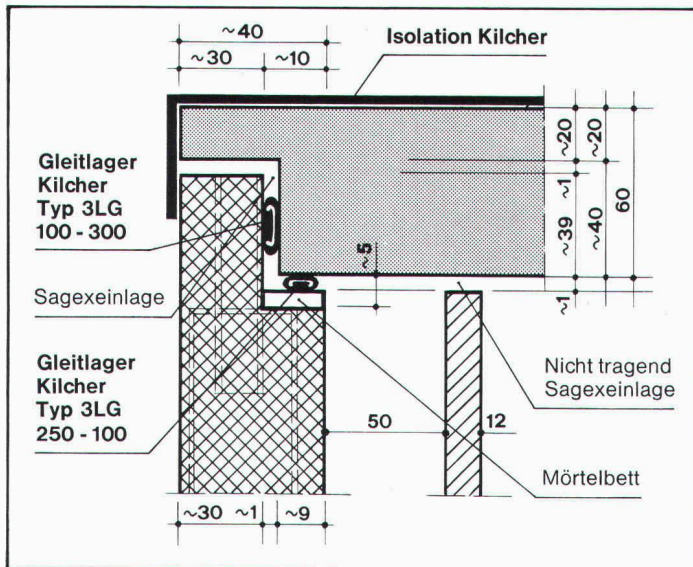 ~40
~30
~10
Isolation Kilcher
Gleitlager
Kilcher
Typ 3LG
100 - 300
Sagexeinlage
Gleitlager
Kilcher
Typ 3LG
250 - 100
~20
~20
~1
~39
~40
60
~1
~5
Nicht tragend
Sagexeinlage
50
12
Mörtelbett
~30
~1
~9